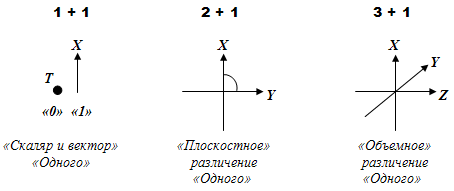 1 + 1
2 + 1
3 + 1
X
T
«0» «1»
X
Y
X
Y
Z
«Скаляр и вектор»
«Одного»
«Плоскостное»
различение
«Одного»
«Объемное»
различение
«Одного»